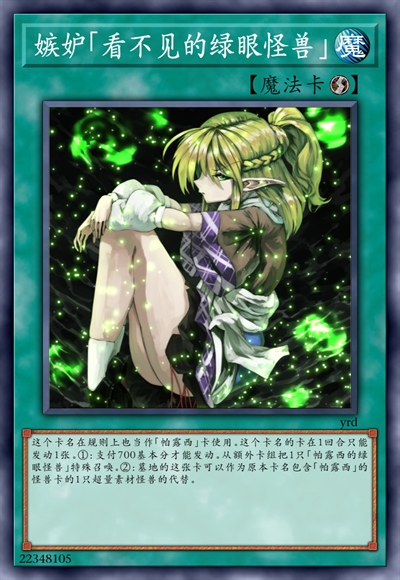 嫉妒「看不见的绿眼怪兽」
魔
【魔法卡】
yrd
这个卡名在规则上也当作「帕露西」卡使用。这个卡名的卡在1回合只能
发动1张。①：支付700基本分才能发动。从额外卡组把1只「帕露西的绿
眼怪兽」特殊召唤。②：墓地的这张卡可以作为原本卡名包含「帕露西」的
怪兽卡的1只超量素材怪兽的代替。
22348105